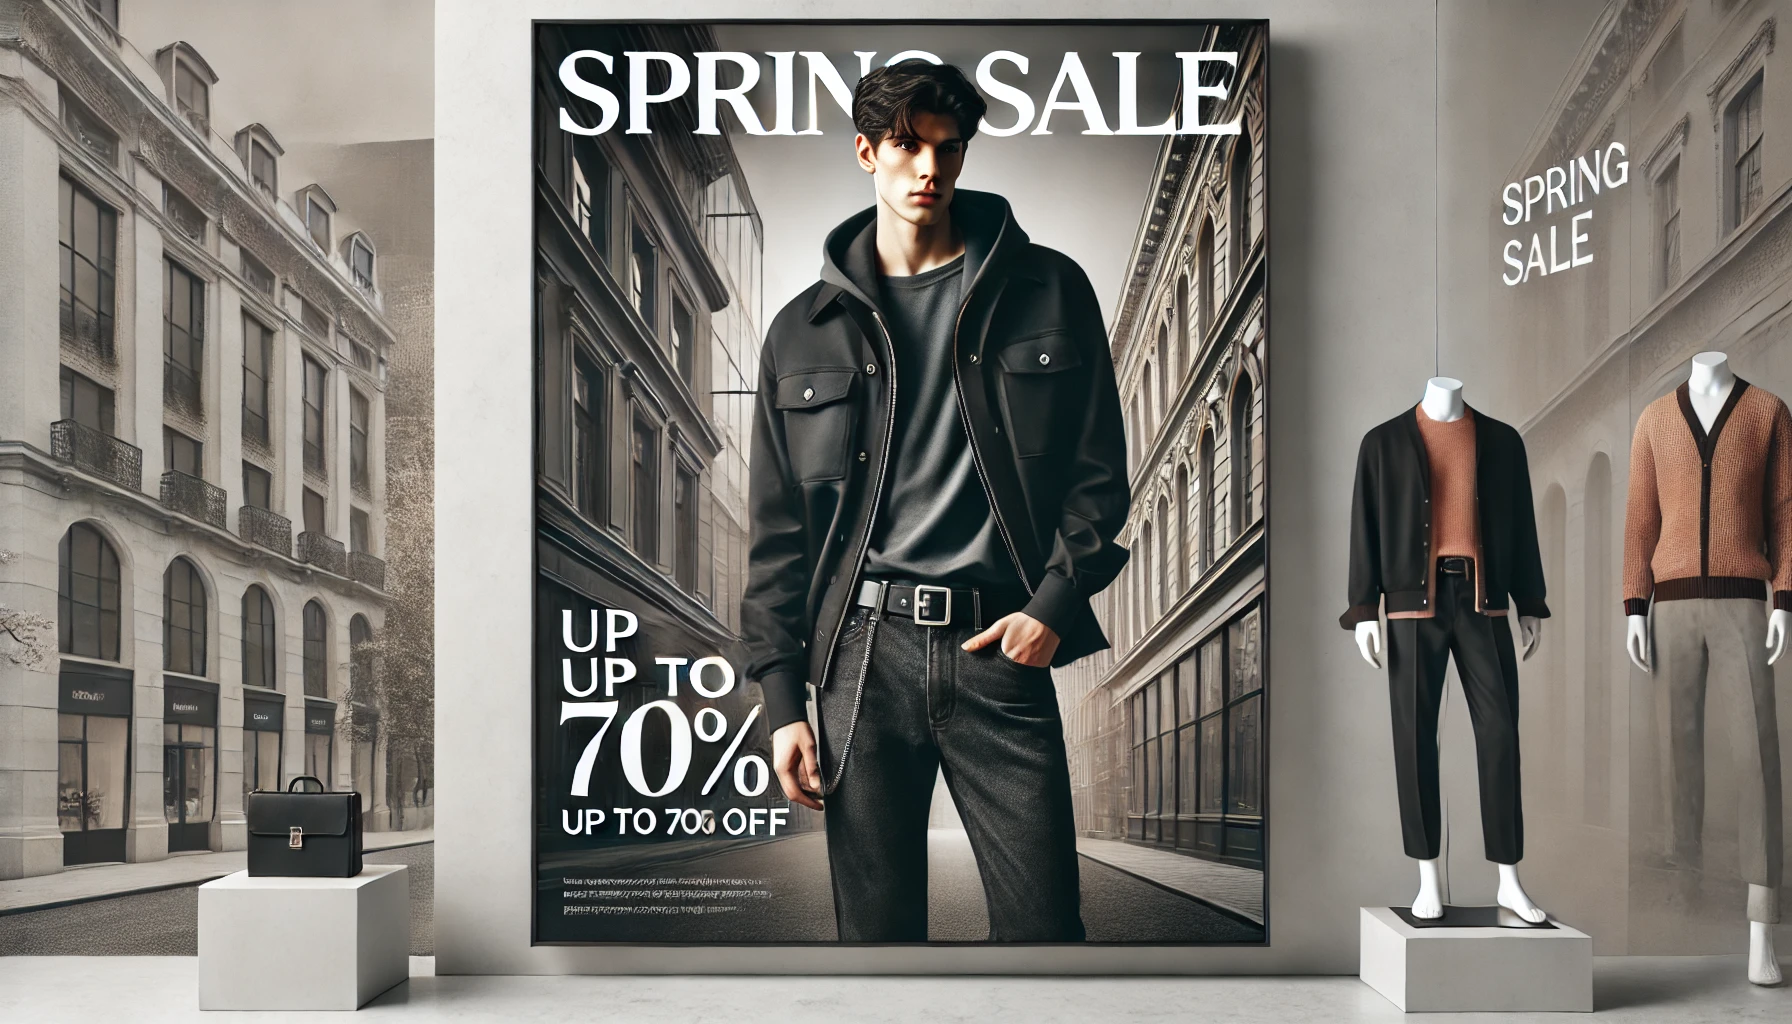 SPRING SALE
UP
UP TO
70%
UP TO 70% OFF
SPRING
SALE